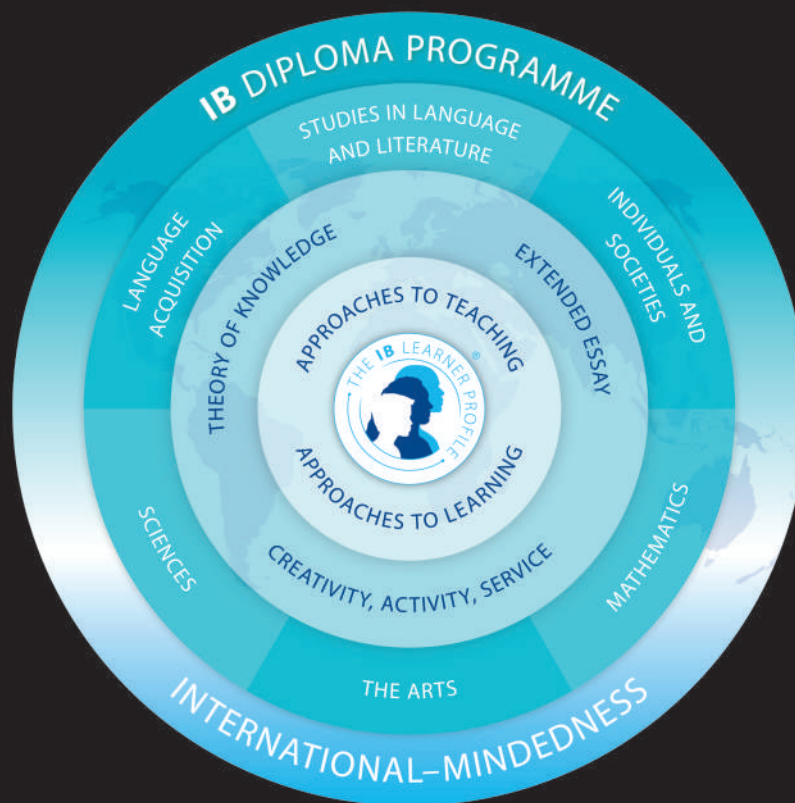 IB DIPLOMA PROGRAMME
STUDIES IN LANGUAGE
AND LITERATURE
LANGUAGE
ACQUISITION
INDIVIDUALS AND
SOCIETIES
THEORY OF KNOWLEDGE
EXTENDED ESSAY
APPROACHES TO TEACHING
THE IB LEARNER PROFILE®
APPROACHES TO LEARNING
CREATIVITY, ACTIVITY, SERVICE
SCIENCES
MATHEMATICS
THE ARTS
INTERNATIONAL–MINDEDNESS